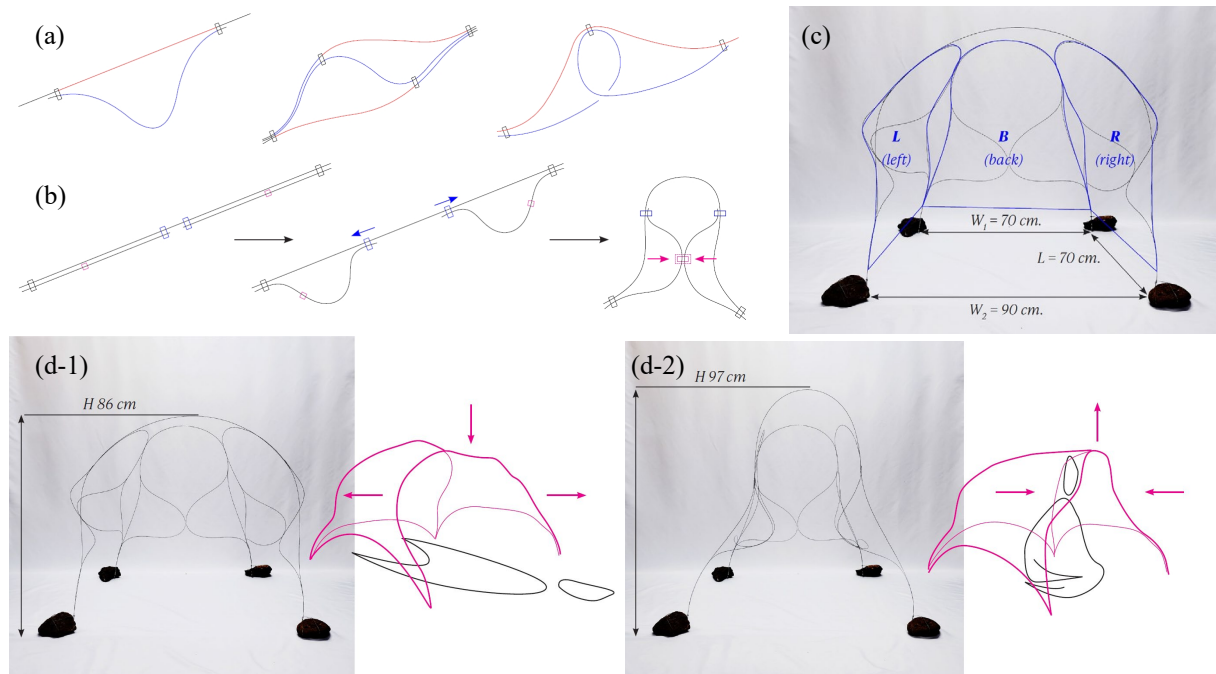 (a)
(b)
(c)
L
(left)
B
(back)
R
(right)
W₁ = 70 cm.
L = 70 cm.
W₂ = 90 cm.
(d-1)
H 86 cm
(d-2)
H 97 cm